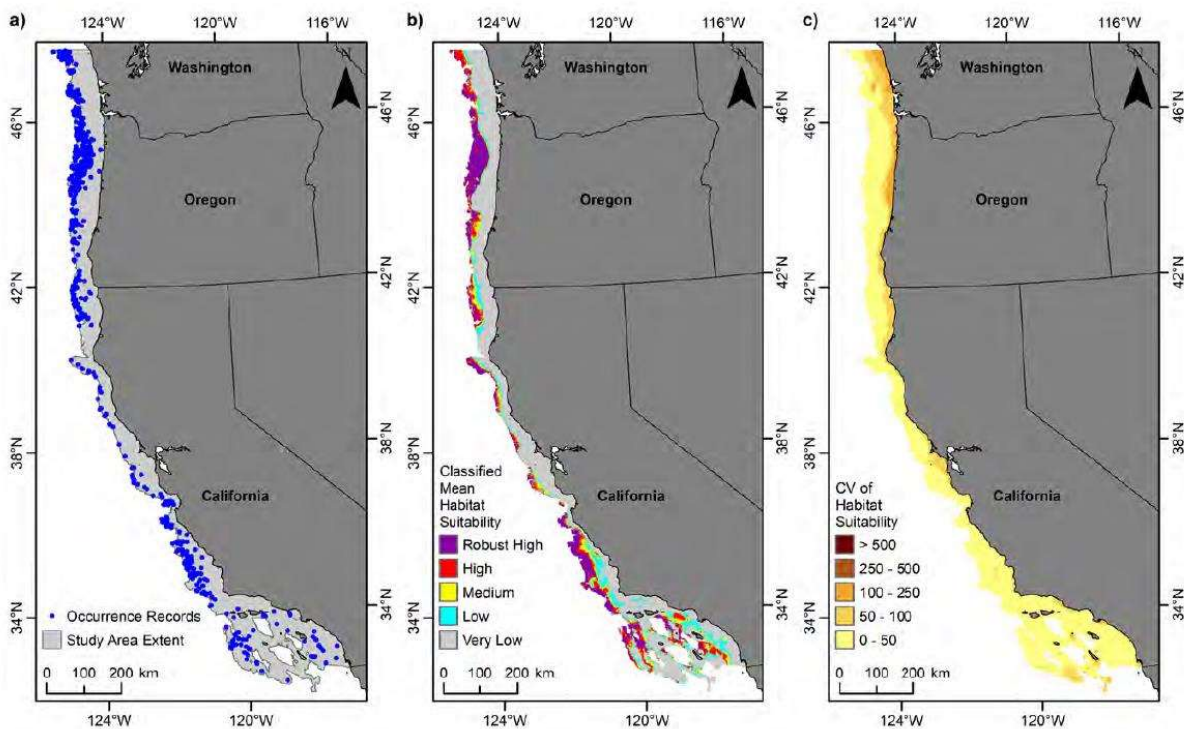 a)
124°W
120°W
116°W
Washington
Oregon
California
46°N
42°N
38°N
34°N
Occurrence Records
Study Area Extent
0 100 200 km
124°W
120°W
b)
124°W
120°W
116°W
Washington
Oregon
California
46°N
42°N
38°N
34°N
Classified
Mean
Habitat
Suitability
Robust High
High
Medium
Low
Very Low
0 100 200 km
124°W
120°W
c)
124°W
120°W
116°W
Washington
Oregon
California
46°N
42°N
38°N
34°N
CV of
Habitat
Suitability
> 500
250 - 500
100 - 250
50 - 100
0 - 50
0 100 200 km
124°W
120°W
46°N
42°N
38°N
34°N